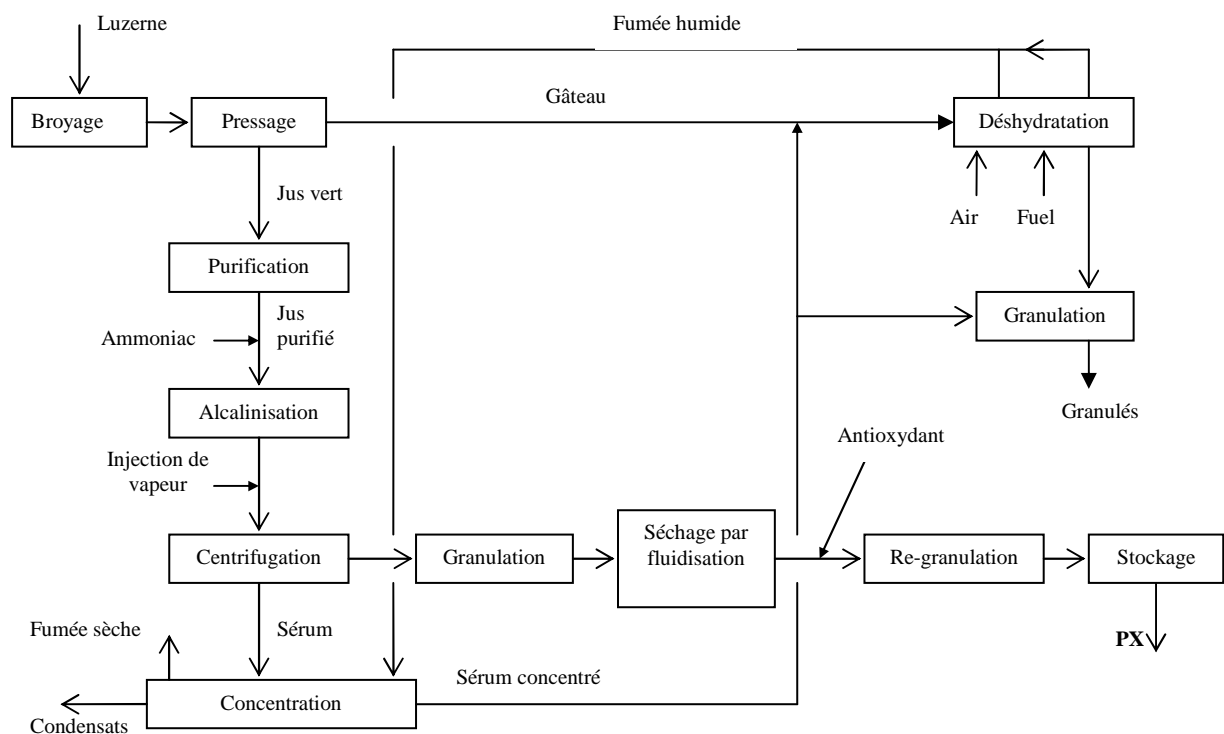 Luzerne
Fumée humide
Broyage
Pressage
Gâteau
Déshydratation
Jus vert
Air
Fuel
Purification
Jus
purifié
Ammoniac
Granulation
Alcalinisation
Granulés
Antioxydant
Injection de
vapeur
Centrifugation
Granulation
Séchage par
fluidisation
Re-granulation
Stockage
Fumée sèche
Sérum
PX
Sérum concentré
Concentration
Condensats